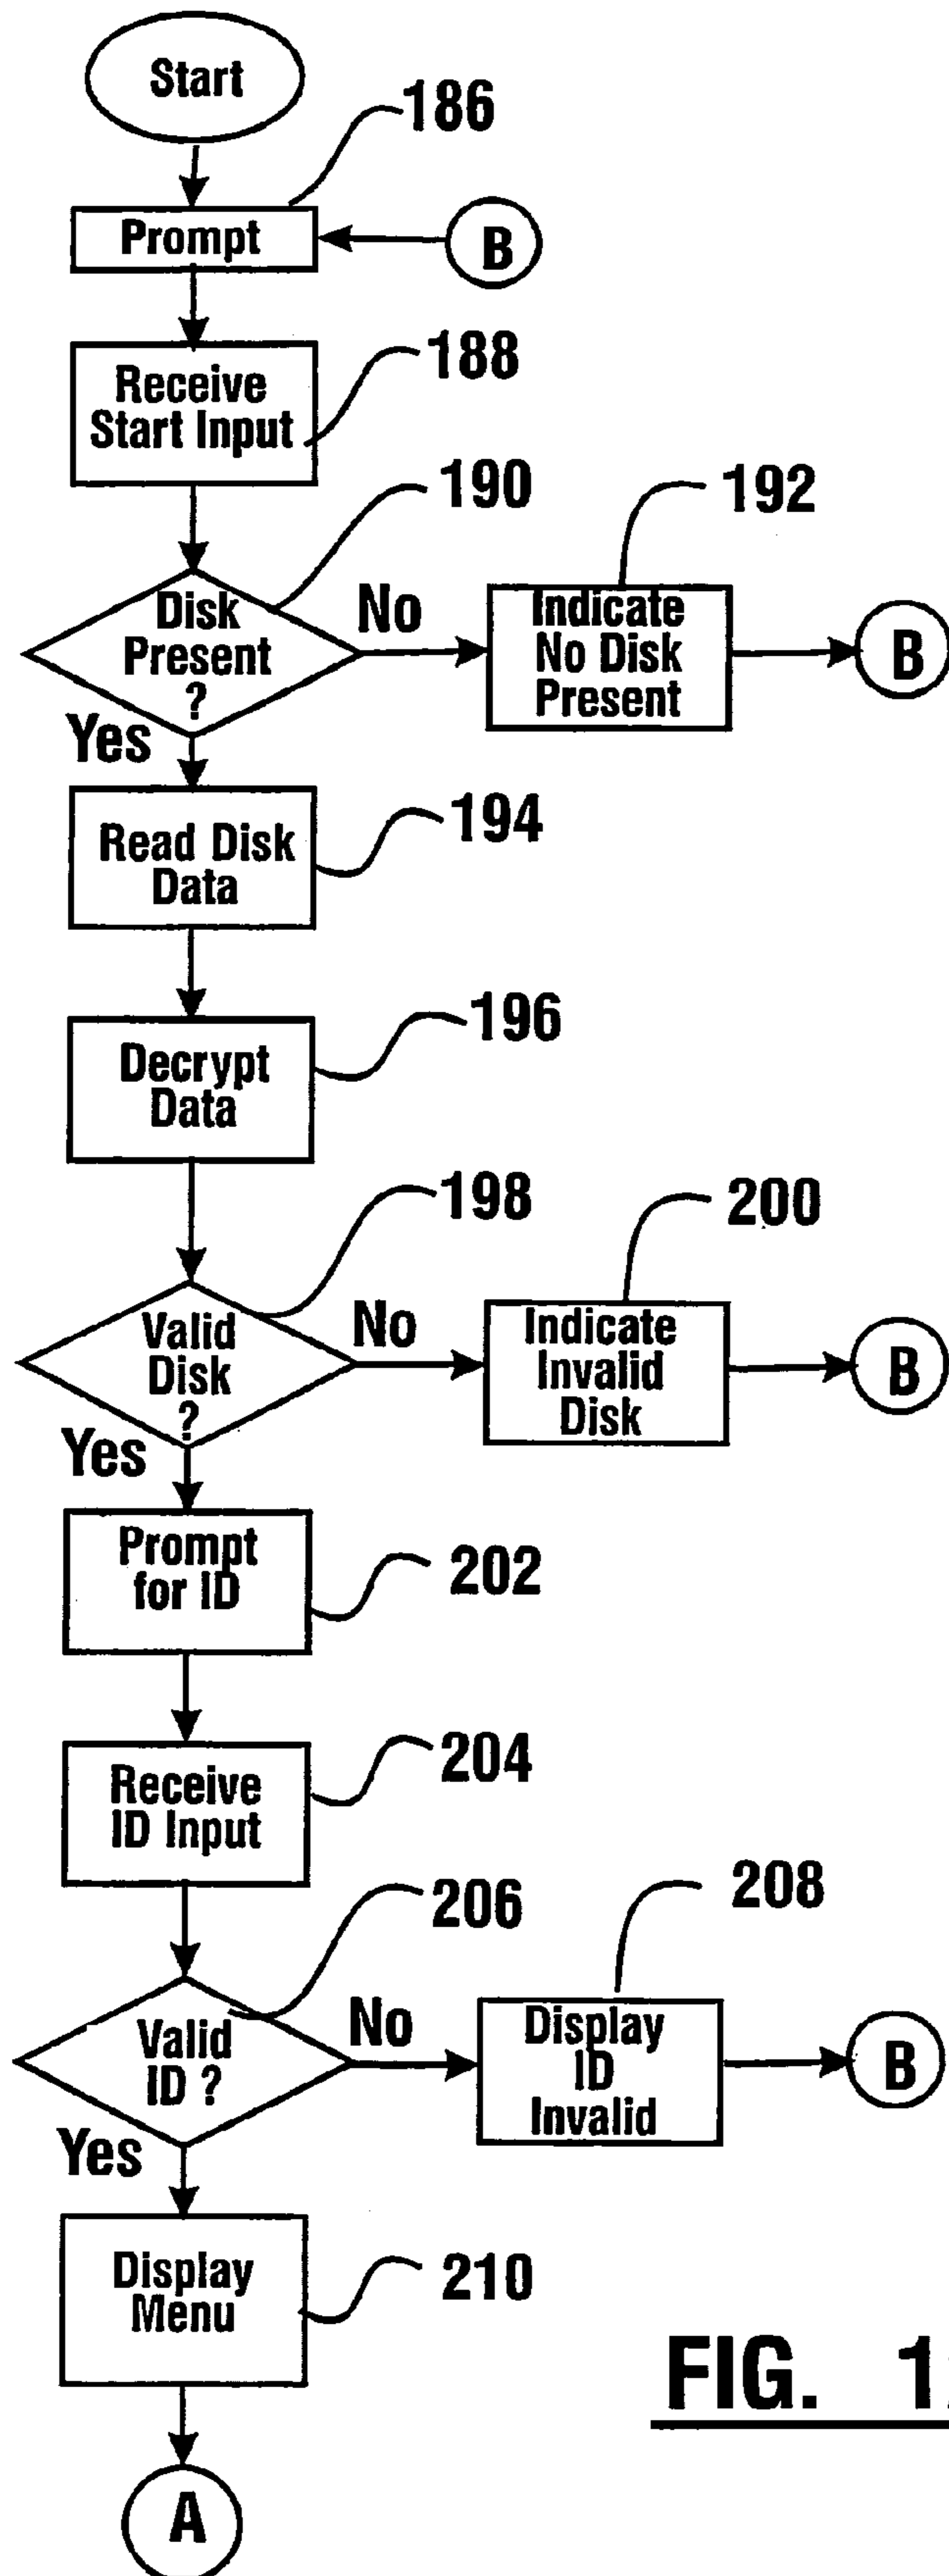 Start
186
Prompt
B
Receive
Start Input
188
190
Disk
Present
?
No
192
Indicate
No Disk
Present
B
Yes
Read Disk
Data
194
Decrypt
Data
196
198
Valid
Disk
?
No
200
Indicate
Invalid
Disk
B
Yes
Prompt
for ID
202
Receive
ID Input
204
206
Valid
ID ?
No
208
Display
ID
Invalid
B
Yes
Display
Menu
210
FIG.
A